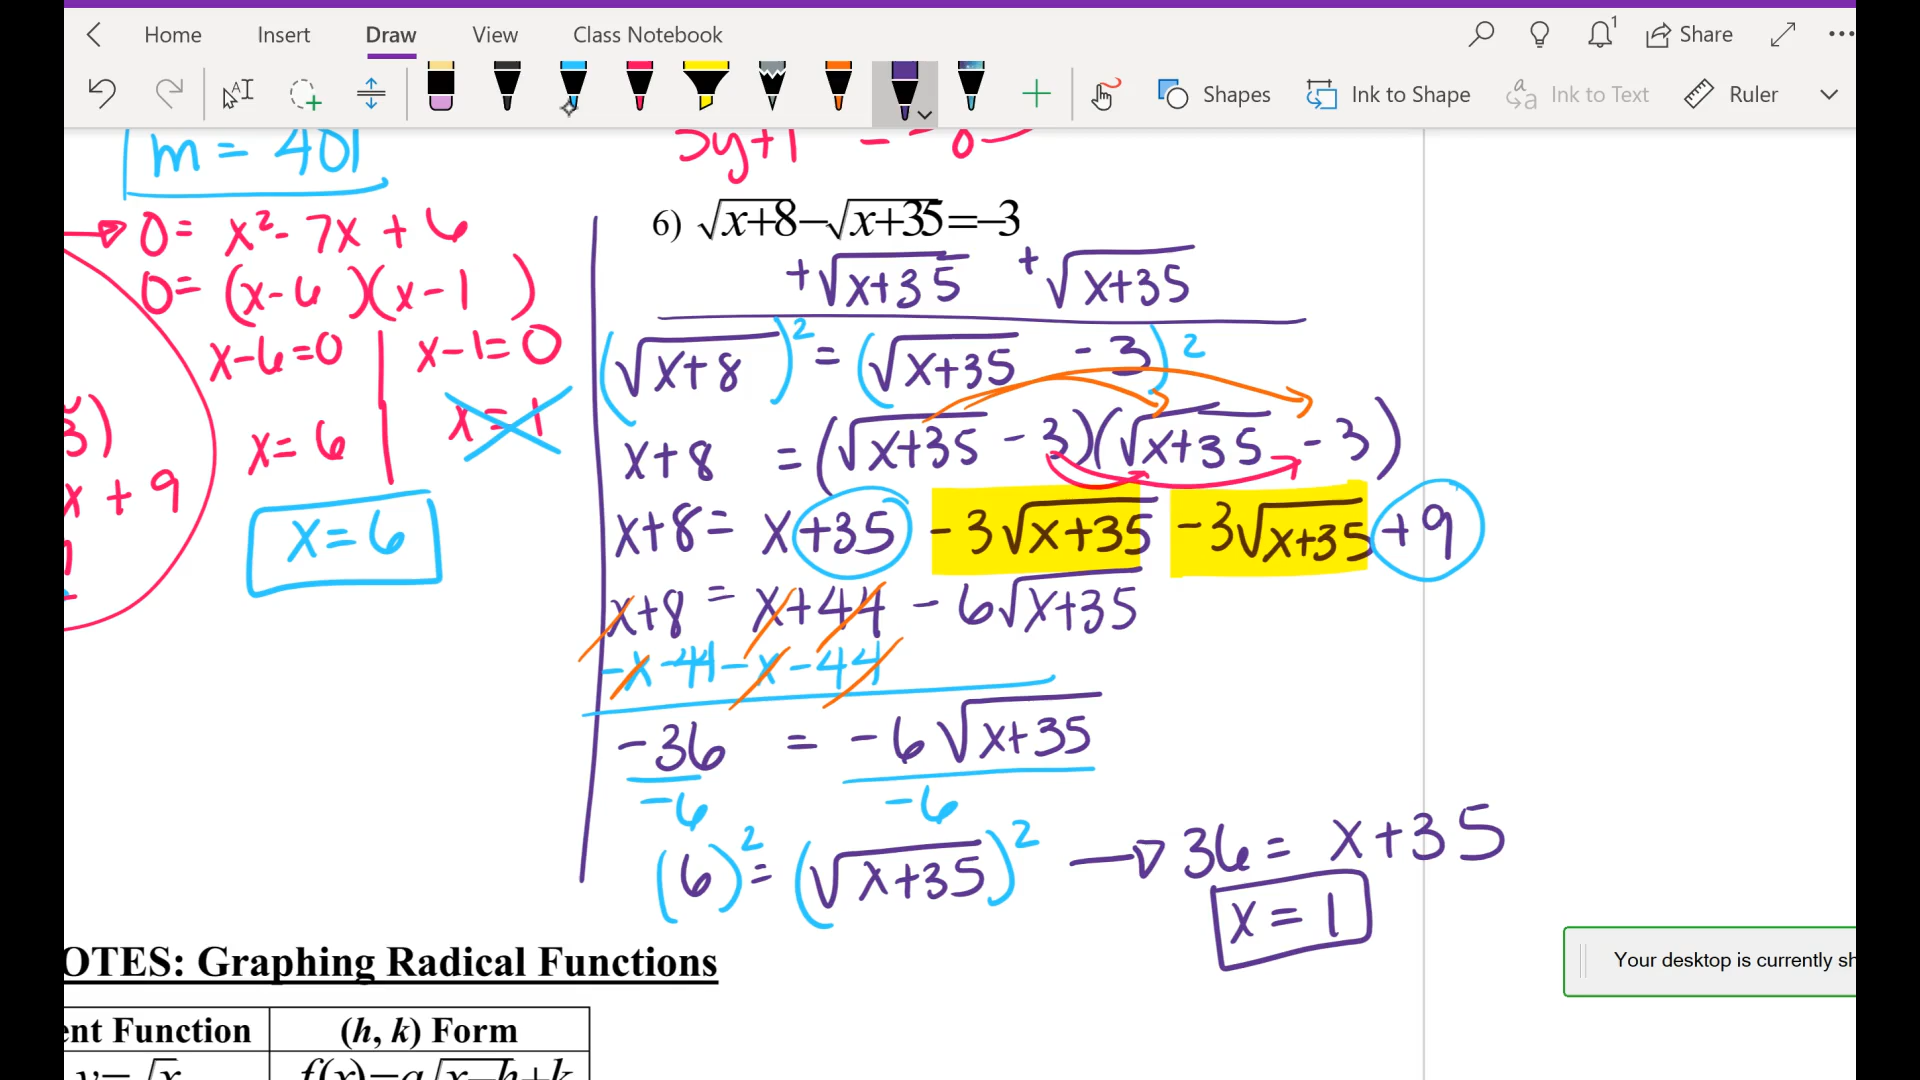 Home Insert Draw View Class Notebook 1 Share
Shapes Ink to Shape Ink to Text Ruler
m = 401
5y+1
0 = x² - 7x + 6
0 = (x-6)(x-1)
x-6=0 x-1=0
x=6 x=1
x + 9
x=6
6) √x+8 − √x+35 = −3
+√x+35 +√x+35
(√x+8)² = (√x+35 - 3)²
x+8 = (√x+35 - 3)(√x+35 - 3)
x+8 = x+35 - 3√x+35 - 3√x+35 + 9
x+8 = x+44 - 6√x+35
-x -44 -x -44
-36 = -6√x+35
-6 -6
(6)² = (√x+35)² → 36 = x+35
x = 1
OTES: Graphing Radical Functions
ent Function (h, k) Form
y=√x f(x)=a√x−h+k
Your desktop is currently sh